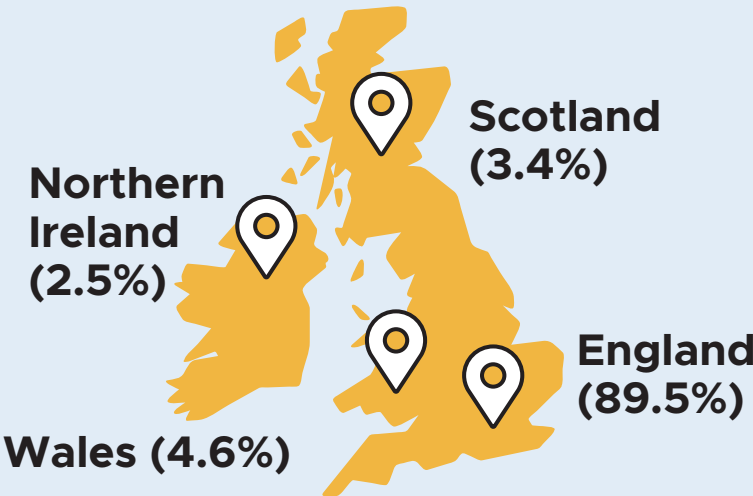 Scotland
(3.4%)
Northern
Ireland
(2.5%)
England
(89.5%)
Wales (4.6%)